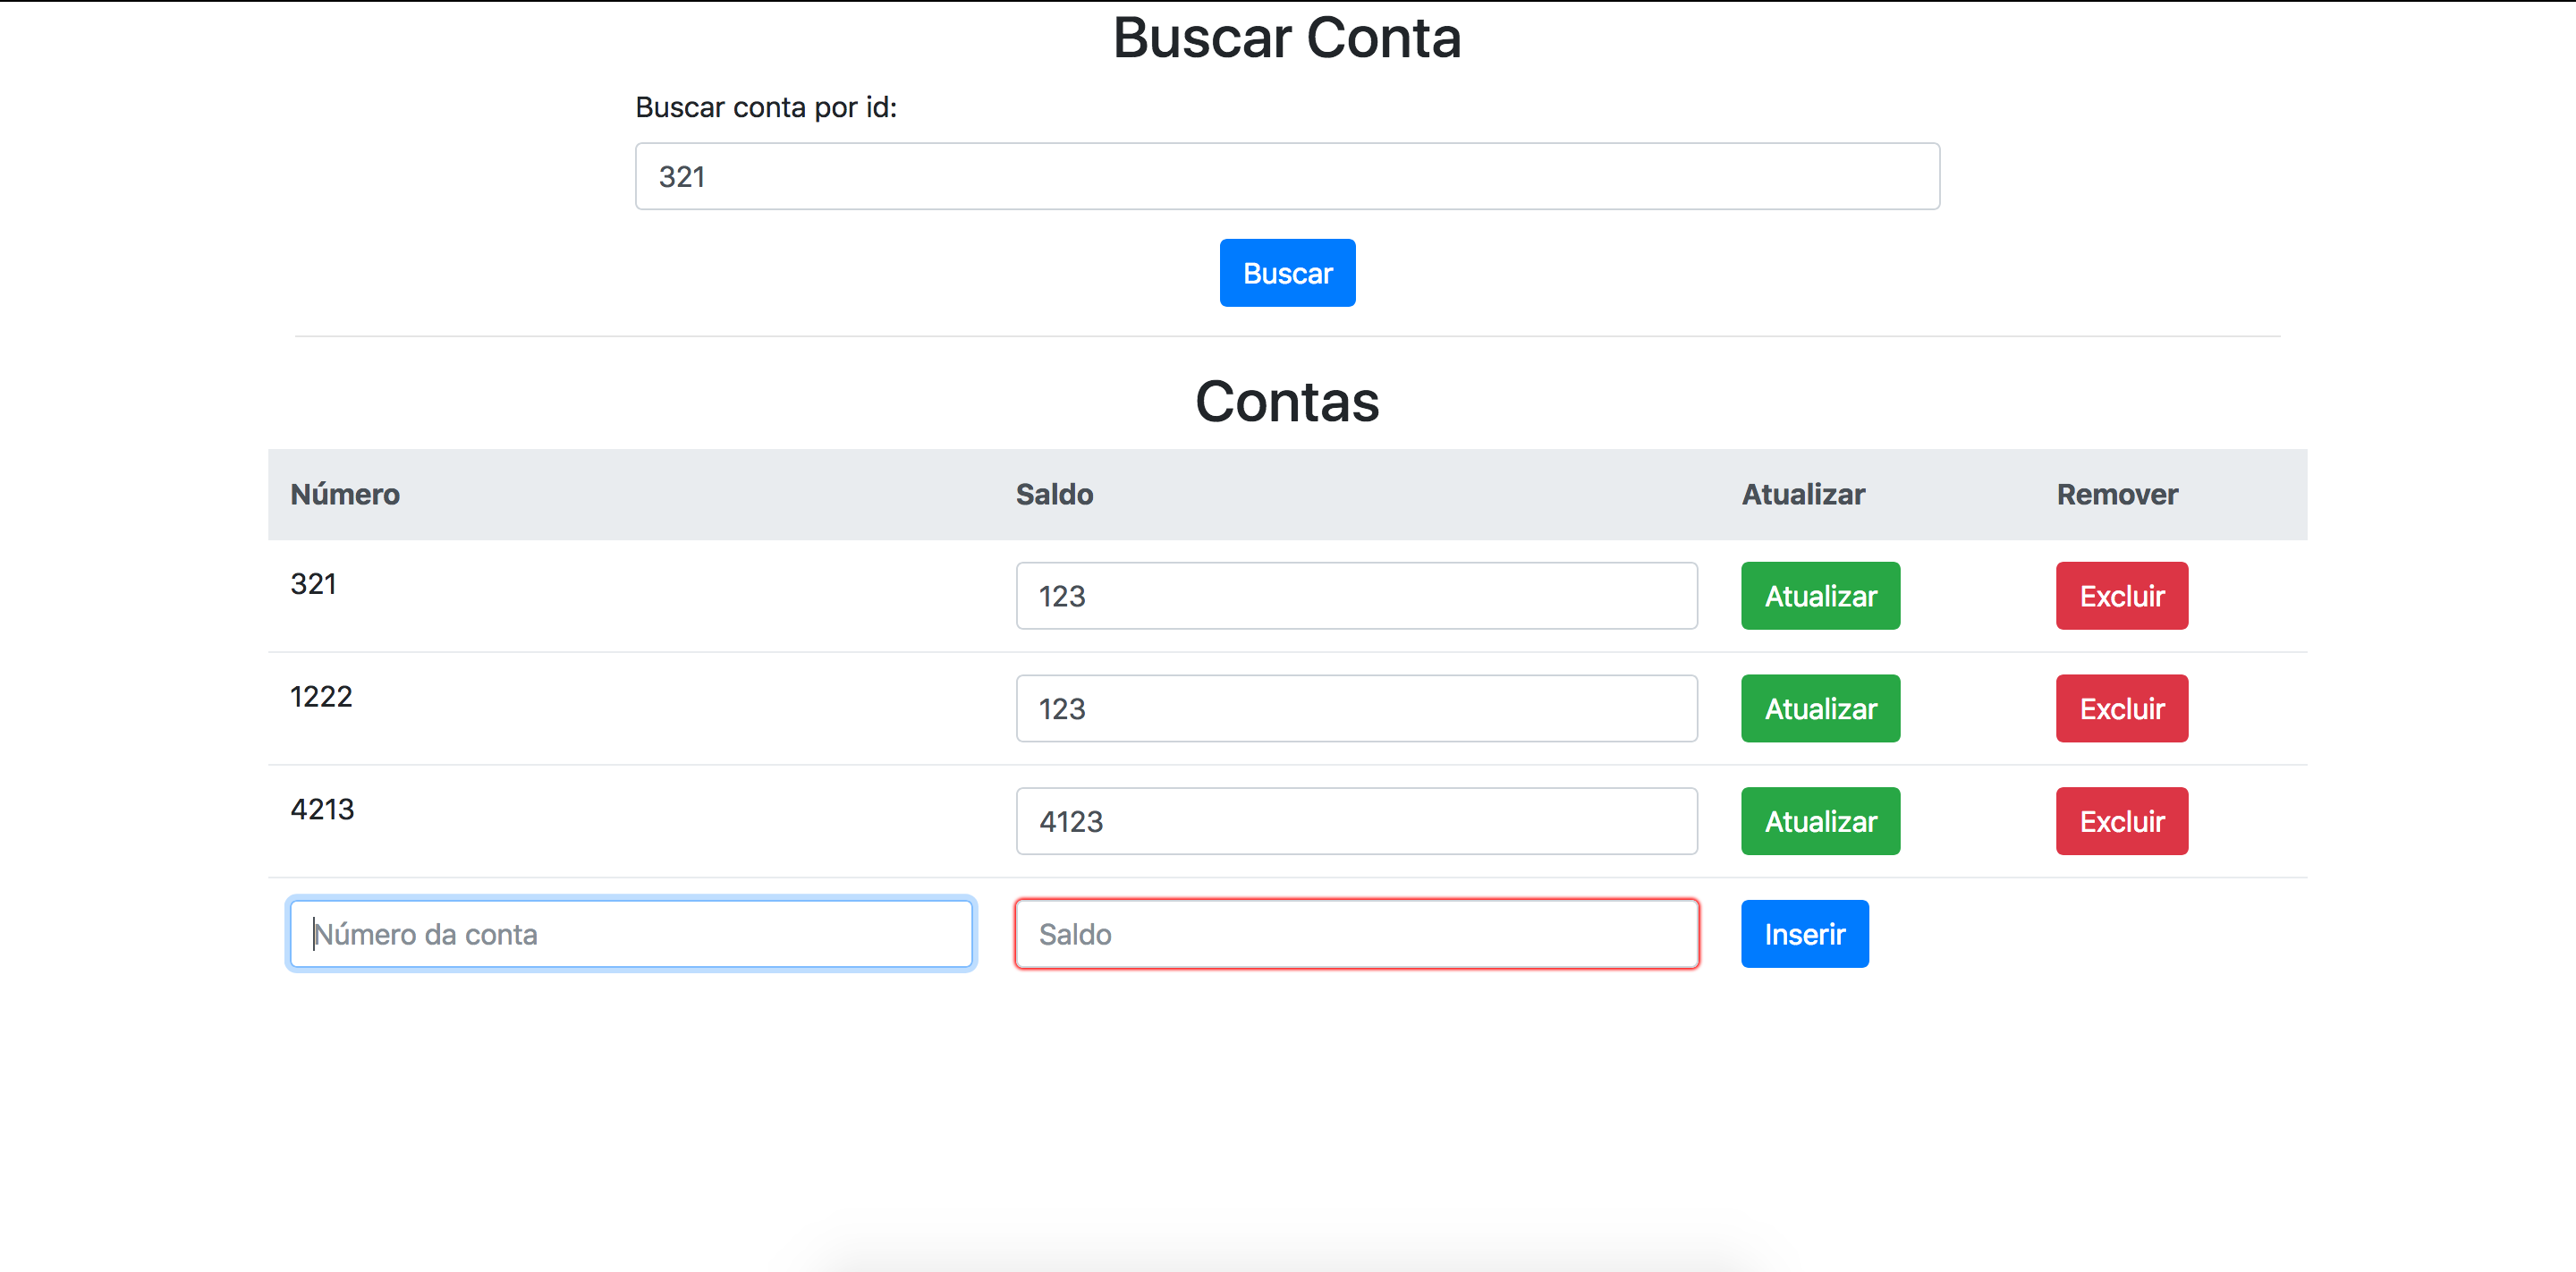 Buscar Conta
Buscar conta por id:
321
Buscar
Contas
Número Saldo Atualizar Remover
321 123 Atualizar Excluir
1222 123 Atualizar Excluir
4213 4123 Atualizar Excluir
Número da conta Saldo Inserir